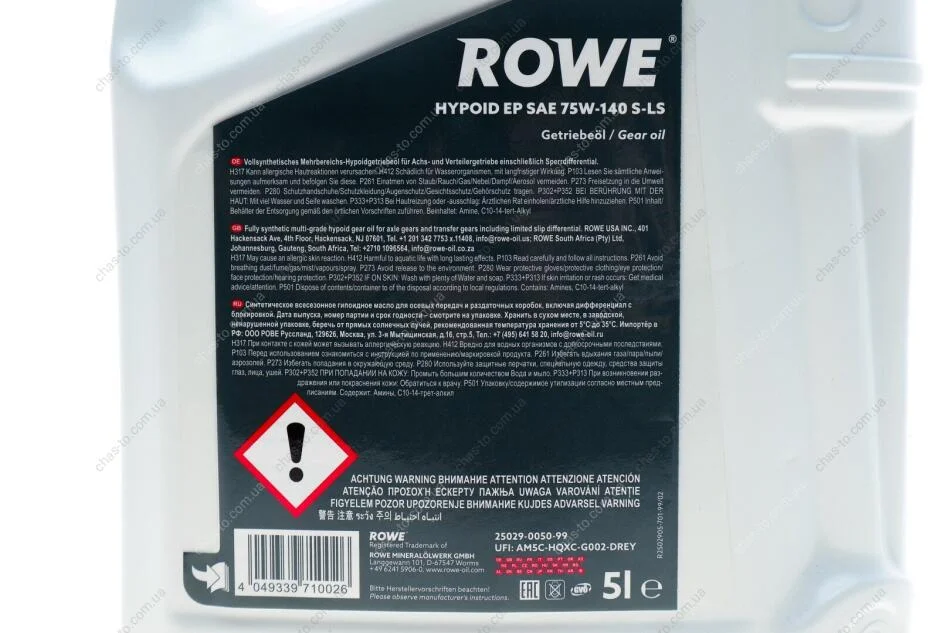 ROWE®
HYPOID EP SAE 75W-140 S-LS
Getriebeöl / Gear oil
DE Vollsynthetisches Mehrbereichs-Hypoidgetriebeöl für Achs- und Verteilergetriebe einschließlich Sperrdifferential.
H317 Kann allergische Hautreaktionen verursachen. H412 Schädlich für Wasserorganismen, mit langfristiger Wirkung. P103 Lesen Sie sämtliche Anwei-
sungen aufmerksam und befolgen Sie diese. P261 Einatmen von Staub/Rauch/Gas/Nebel/Dampf/Aerosol vermeiden. P273 Freisetzung in die Umwelt
vermeiden. P280 Schutzhandschuhe/Schutzkleidung/Augenschutz/Gesichtsschutz/Gehörschutz tragen. P302+P352 BEI BERÜHRUNG MIT DER
HAUT: Mit viel Wasser und Seife waschen. P333+P313 Bei Hautreizung oder -ausschlag: Ärztlichen Rat einholen/ärztliche Hilfe hinzuziehen. P501 Inhalt/
Behälter der Entsorgung gemäß den örtlichen Vorschriften zuführen. Beinhaltet: Amine, C10-14-tert-Alkyl
GB Fully synthetic multi-grade hypoid gear oil for axle gears and transfer gears including limited slip differential. ROWE USA INC., 401
Hackensack Ave, 4th Floor, Hackensack, NJ 07601, Tel. +1 201 342 7753 x.11408, info@rowe-oil.us; ROWE South Africa (Pty) Ltd,
Johannesburg, Gauteng, South Africa, Tel: +2710 1096564, info@rowe-oil.co.za
H317 May cause an allergic skin reaction. H412 Harmful to aquatic life with long lasting effects. P103 Read carefully and follow all instructions. P261 Avoid
breathing dust/fume/gas/mist/vapours/spray. P273 Avoid release to the environment. P280 Wear protective gloves/protective clothing/eye protection/
face protection/hearing protection. P302+P352 IF ON SKIN: Wash with plenty of Water and soap. P333+P313 If skin irritation or rash occurs: Get medical
advice/attention. P501 Dispose of contents/container to of the disposal according to local regulations. Contains: Amines, C10-14-tert-alkyl
RU Синтетическое всесезонное гипоидное масло для осевых передач и раздаточных коробок, включая дифференциал с
блокировкой. Дата выпуска, номер партии и срок годности – смотрите на упаковке. Хранить в сухом месте, в заводской,
ненарушенной упаковке, беречь от прямых солнечных лучей, рекомендованная температура хранения от 5°C до 35°C. Импортёр в
РФ: ООО РОВЕ Руссланд, 129626, Москва, ул. 3-я Мытищинская, д.16, стр.5, Тел.: +7 (495) 641 58 20, info@rowe-oil.ru
H317 При контакте с кожей может вызывать аллергическую реакцию. H412 Вредно для водных организмов с долгосрочными последствиями.
P103 Перед использованием ознакомиться с инструкцией по применению/маркировкой продукта. P261 Избегать вдыхания газа/пара/пыли/
аэрозолей. P273 Избегать попадания в окружающую среду. P280 Используйте защитные перчатки, специальную одежду, средства защиты
глаз, лица, ушей. P302+P352 ПРИ ПОПАДАНИИ НА КОЖУ: Промыть большим количеством Вода и мыло. P333+P313 При возникновении раз-
дражения или покраснения кожи: Обратиться к врачу. P501 Упаковку/содержимое утилизации согласно местным пред-
писаниям. Содержит: Амины, C10-14-трет-алкил
ACHTUNG WARNING ВНИМАНИЕ ATTENTION ATTENZIONE ATENCIÓN
ATENÇÃO ΠΡΟΣΟΧΉ ЕСКЕРТУ ПАЖЊА UWAGA VAROVÁNÍ ATENȚIE
FIGYELEM POZOR UPOZORENJE ВНИМАНИЕ KUJDES ADVARSEL VARNING
警告 注意 ระวัง 주의 انتباه احتياط
ROWE
Registered Trademark of
ROWE MINERALÖLWERK GMBH
Langgewann 101, D-67547 Worms
+49 6241 5906-0, www.rowe-oil.com
Bitte Herstellervorschriften beachten!
Please observe manufacturer's instructions.
25029-0050-99
UFI: AM5C-HQXC-G002-DREY
EAC
5l e
4 049339 710026
R2502905-701-99-02
chas-to.com.ua